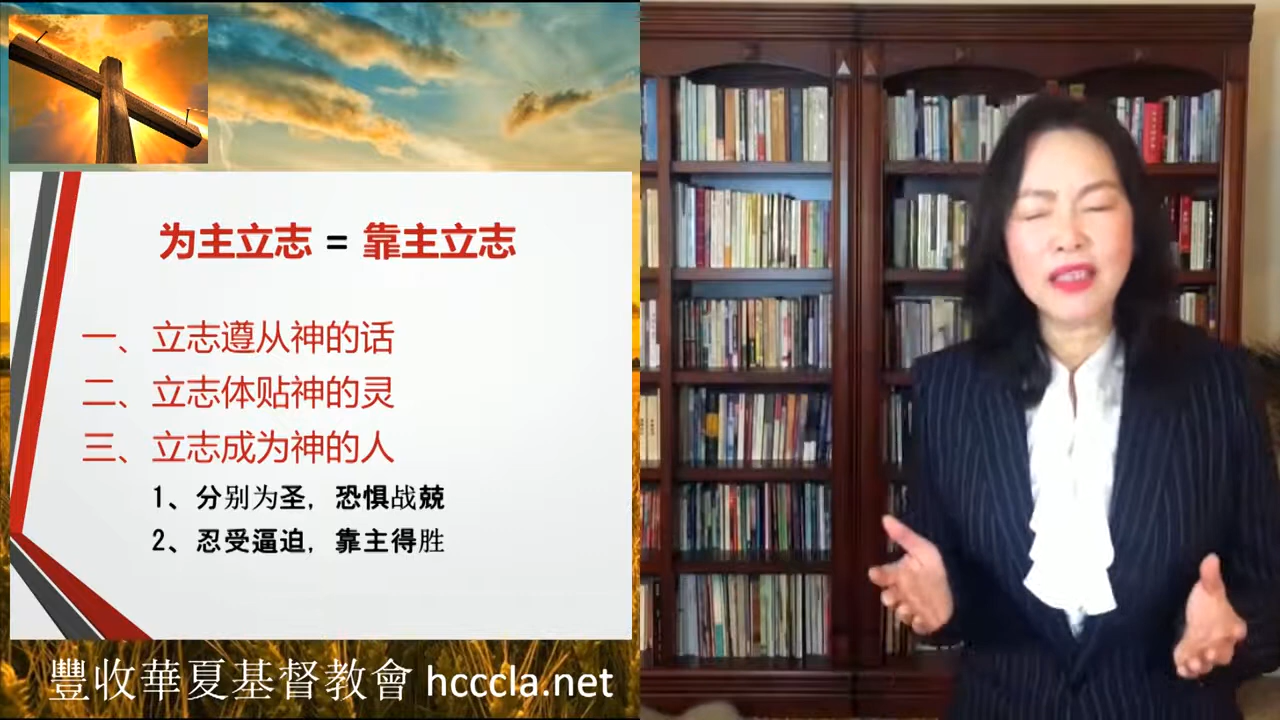 为主立志 = 靠主立志
一、立志遵从神的话
二、立志体贴神的灵
三、立志成为神的人
1、分别为圣，恐惧战兢
2、忍受逼迫，靠主得胜
豐收華夏基督教會 hcccla.net